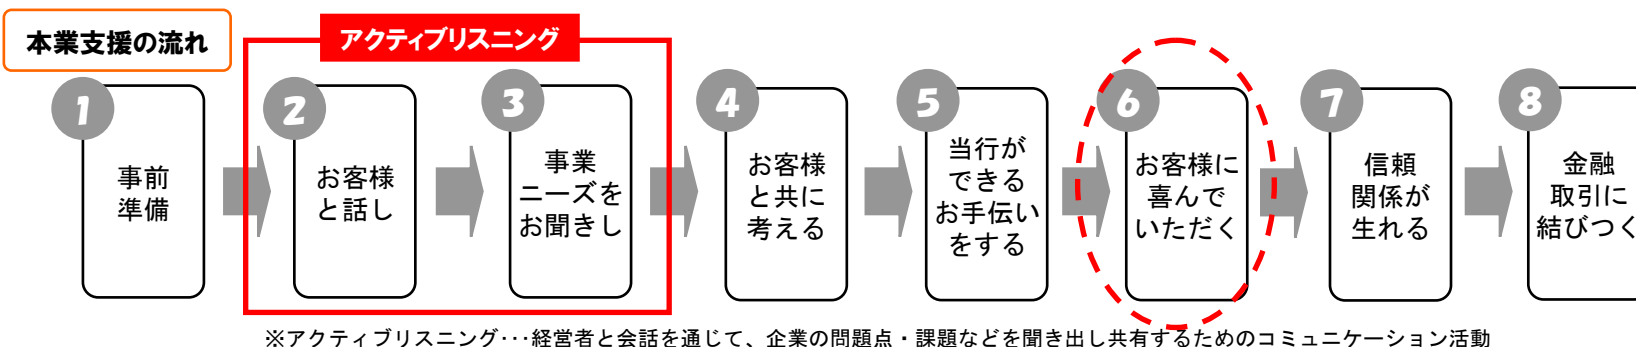 本業支援の流れ
アクティブリスニング
1
事前
準備
2
お客様
と話し
3
事業
ニーズを
お聞きし
4
お客様
と共に
考える
5
当行が
できる
お手伝い
をする
6
お客様に
喜んで
いただく
7
信頼
関係が
生れる
8
金融
取引に
結びつく
※アクティブリスニング･･･経営者と会話を通じて、企業の問題点・課題などを聞き出し共有するためのコミュニケーション活動